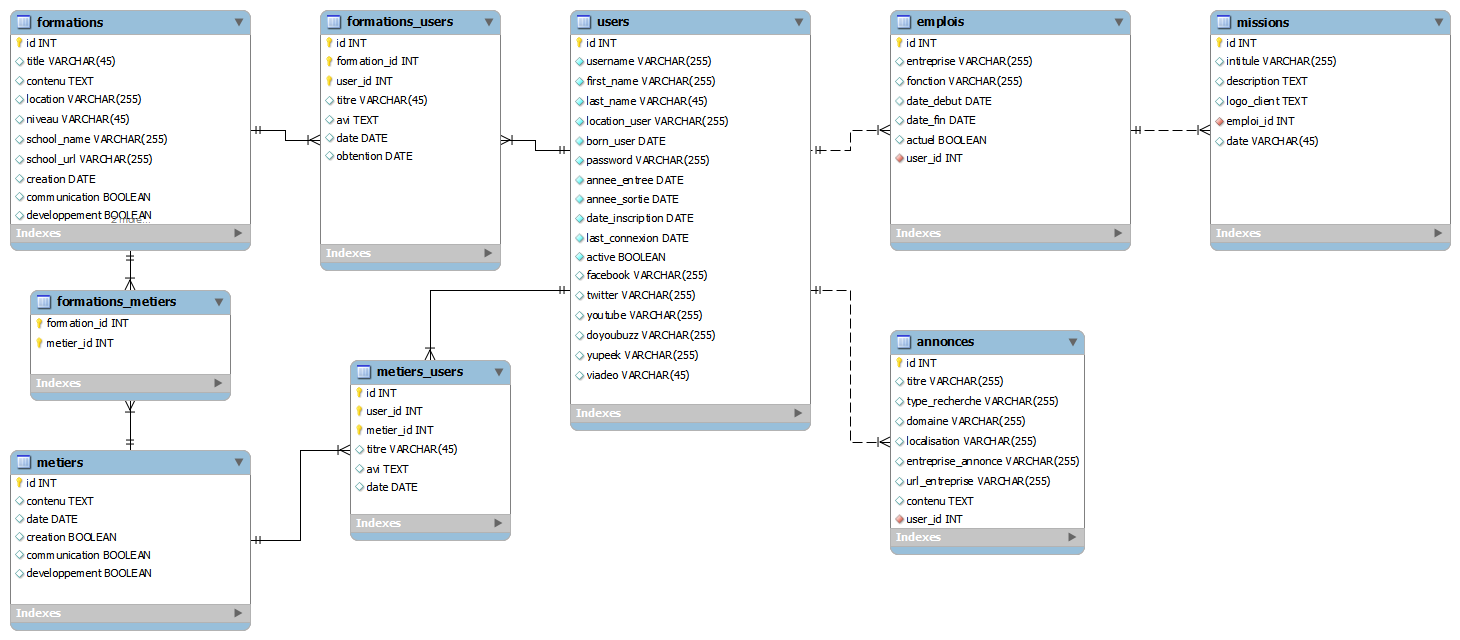 formations
id INT
title VARCHAR(45)
contenu TEXT
location VARCHAR(255)
niveau VARCHAR(45)
school_name VARCHAR(255)
school_url VARCHAR(255)
creation DATE
communication BOOLEAN
developpement BOOLEAN
2 more...
Indexes
formations_users
id INT
formation_id INT
user_id INT
titre VARCHAR(45)
avi TEXT
date DATE
obtention DATE
Indexes
users
id INT
username VARCHAR(255)
first_name VARCHAR(255)
last_name VARCHAR(45)
location_user VARCHAR(255)
born_user DATE
password VARCHAR(255)
annee_entree DATE
annee_sortie DATE
date_inscription DATE
last_connexion DATE
active BOOLEAN
facebook VARCHAR(255)
twitter VARCHAR(255)
youtube VARCHAR(255)
doyoubuzz VARCHAR(255)
yupeek VARCHAR(255)
viadeo VARCHAR(45)
Indexes
emplois
id INT
entreprise VARCHAR(255)
fonction VARCHAR(255)
date_debut DATE
date_fin DATE
actuel BOOLEAN
user_id INT
Indexes
missions
id INT
intitule VARCHAR(255)
description TEXT
logo_client TEXT
emploi_id INT
date VARCHAR(45)
Indexes
formations_metiers
formation_id INT
metier_id INT
Indexes
metiers_users
id INT
user_id INT
metier_id INT
titre VARCHAR(45)
avi TEXT
date DATE
Indexes
annonces
id INT
titre VARCHAR(255)
type_recherche VARCHAR(255)
domaine VARCHAR(255)
localisation VARCHAR(255)
entreprise_annonce VARCHAR(255)
url_entreprise VARCHAR(255)
contenu TEXT
user_id INT
Indexes
metiers
id INT
contenu TEXT
date DATE
creation BOOLEAN
communication BOOLEAN
developpement BOOLEAN
Indexes